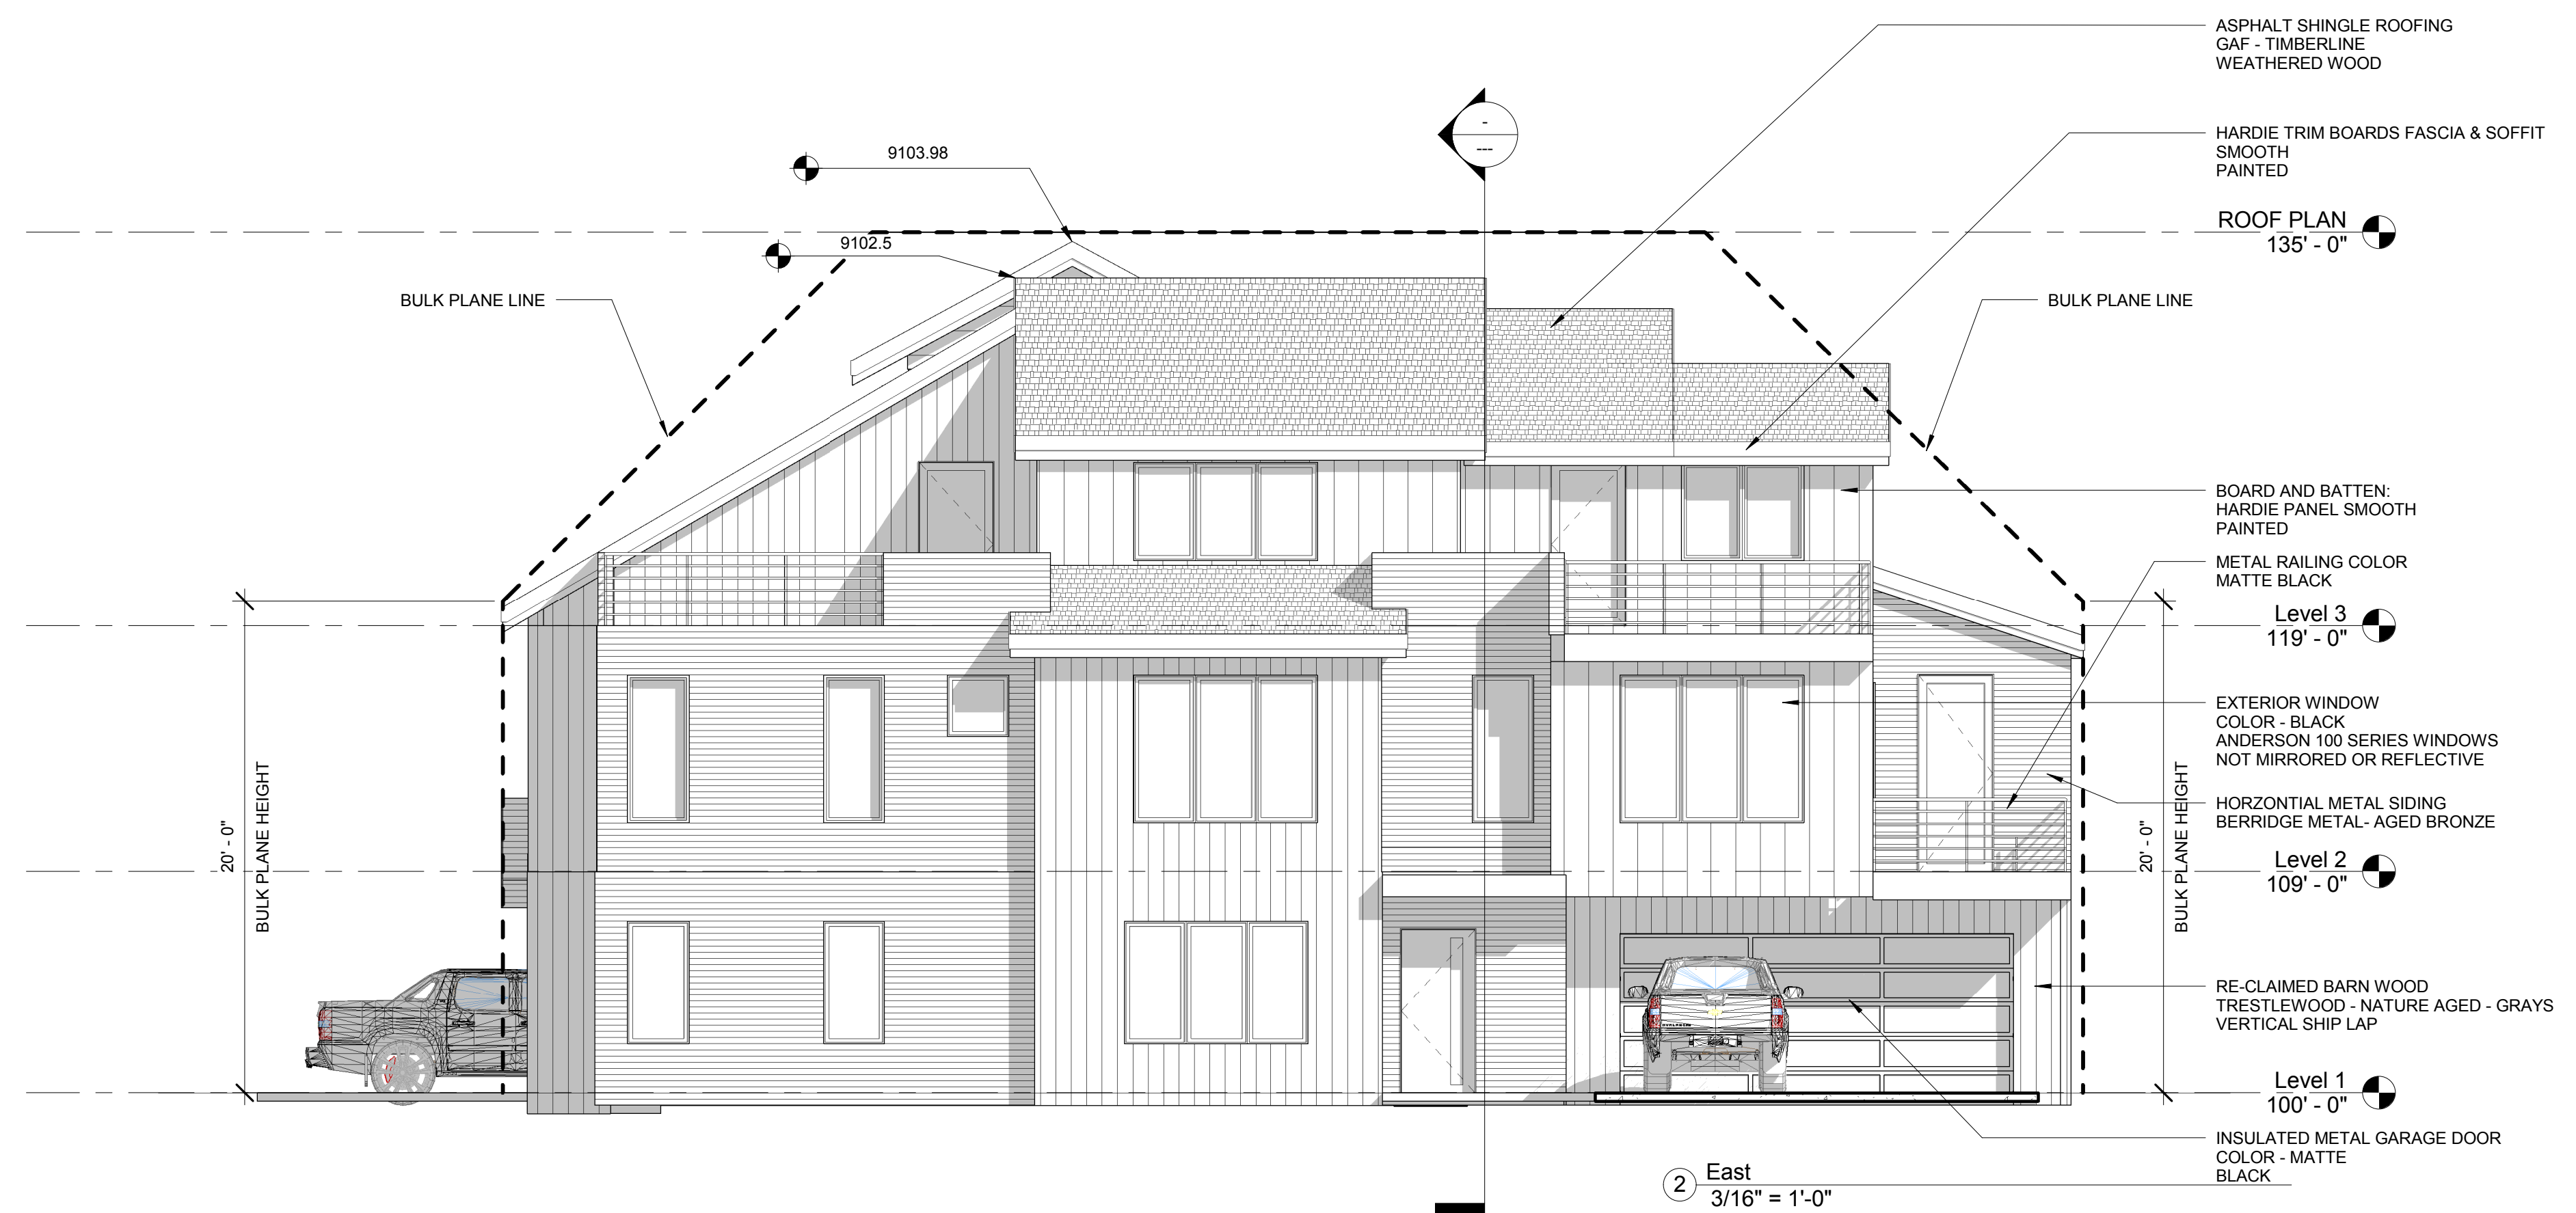 ASPHALT SHINGLE ROOFING
GAF - TIMBERLINE
WEATHERED WOOD
-
---
HARDIE TRIM BOARDS FASCIA & SOFFIT
SMOOTH
PAINTED
9103.98
ROOF PLAN
135' - 0"
9102.5
BULK PLANE LINE
BULK PLANE LINE
BOARD AND BATTEN:
HARDIE PANEL SMOOTH
PAINTED
METAL RAILING COLOR
MATTE BLACK
Level 3
119' - 0"
EXTERIOR WINDOW
COLOR - BLACK
ANDERSON 100 SERIES WINDOWS
NOT MIRRORED OR REFLECTIVE
20' - 0"
BULK PLANE HEIGHT
20' - 0"
BULK PLANE HEIGHT
HORZONTIAL METAL SIDING
BERRIDGE METAL- AGED BRONZE
Level 2
109' - 0"
RE-CLAIMED BARN WOOD
TRESTLEWOOD - NATURE AGED - GRAYS
VERTICAL SHIP LAP
Level 1
100' - 0"
INSULATED METAL GARAGE DOOR
COLOR - MATTE
BLACK
2
East
3/16" = 1'-0"